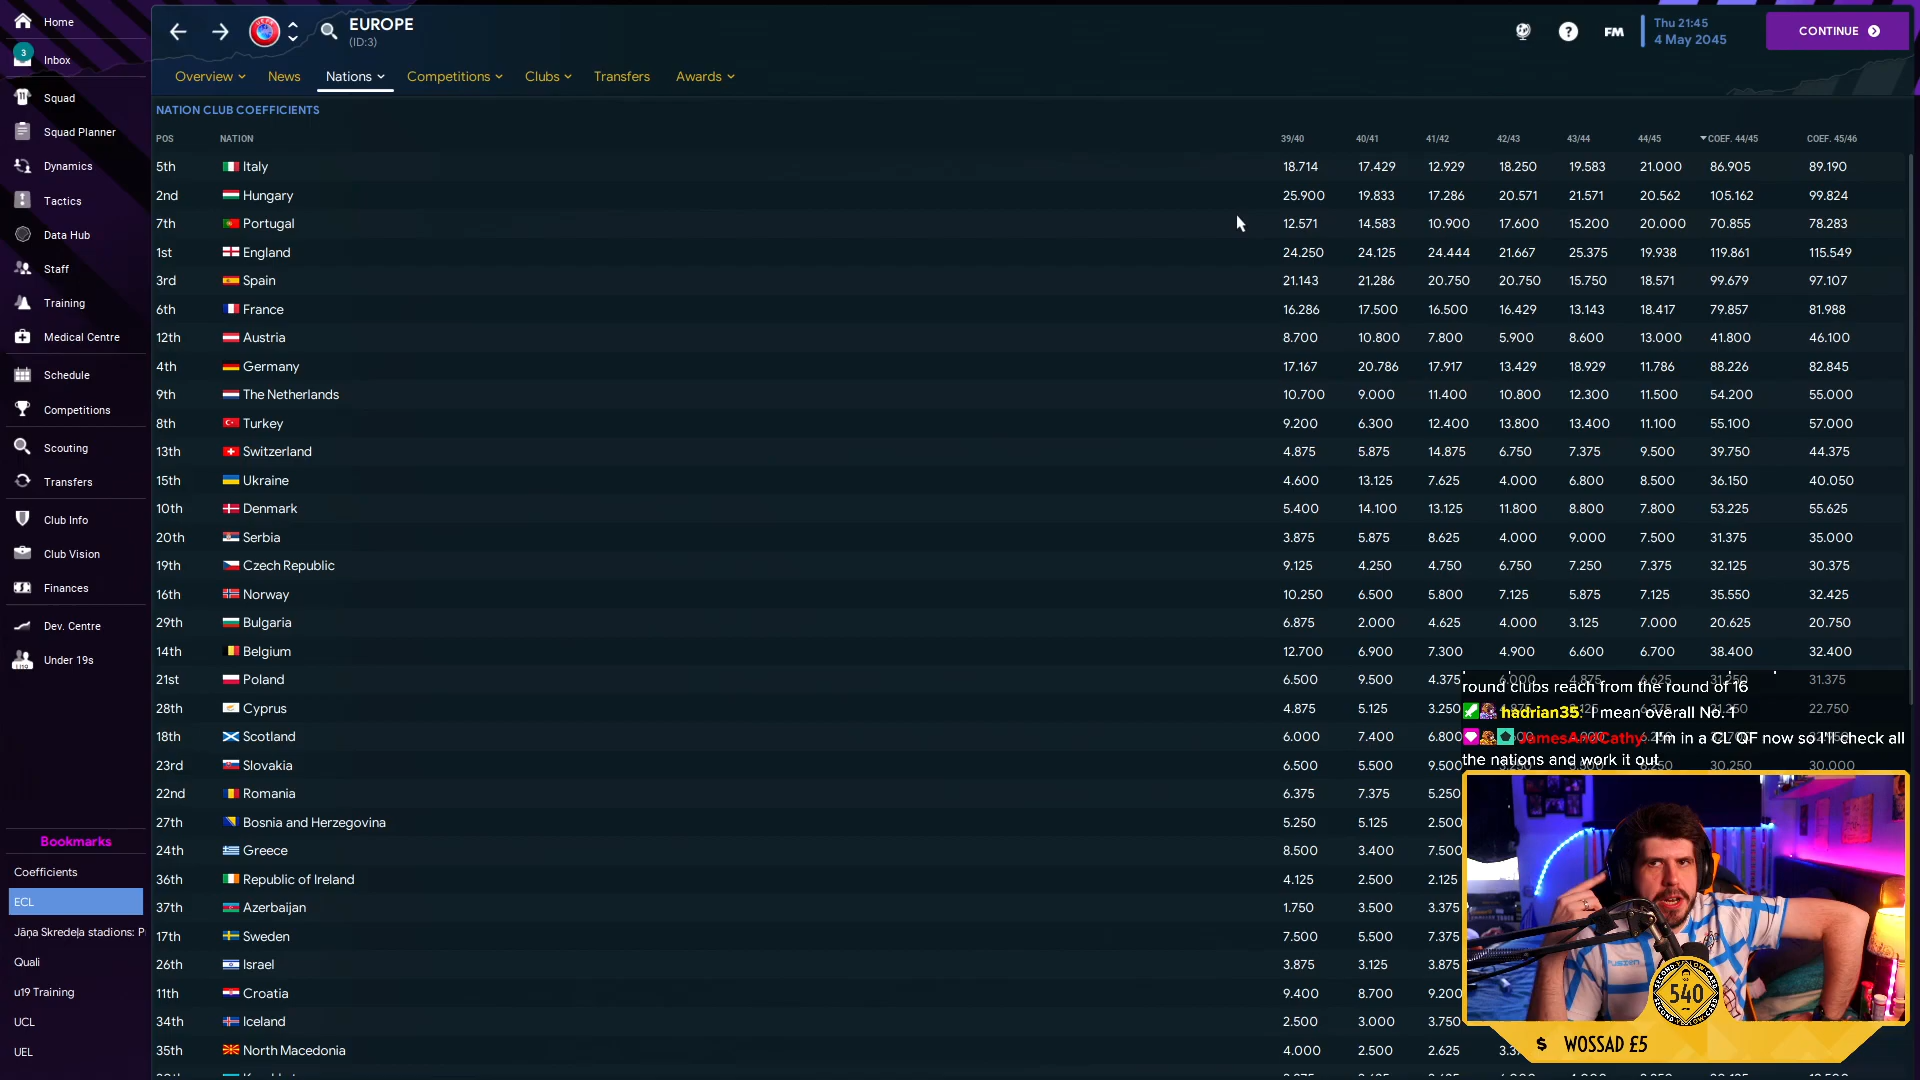 Home
EUROPE
(ID:3)
Thu 21:45
4 May 2045
CONTINUE
FM
3
Inbox
Overview News Nations Competitions Clubs Transfers Awards
Squad
Squad Planner
Dynamics
Tactics
Data Hub
Staff
Training
Medical Centre
Schedule
Competitions
Scouting
Transfers
Club Info
Club Vision
Finances
Dev. Centre
Under 19s
Bookmarks
Coefficients
ECL
Jāņa Skredeļa stadions: P
Quali
u19 Training
UCL
UEL
NATION CLUB COEFFICIENTS
POS NATION 39/40 40/41 41/42 42/43 43/44 44/45 COEF. 44/45 COEF. 45/46
5th Italy 18.714 17.429 12.929 18.250 19.583 21.000 86.905 89.190
2nd Hungary 25.900 19.833 17.286 20.571 21.571 20.562 105.162 99.824
7th Portugal 12.571 14.583 10.900 17.600 15.200 20.000 70.855 78.283
1st England 24.250 24.125 24.444 21.667 25.375 19.938 119.861 115.549
3rd Spain 21.143 21.286 20.750 20.750 15.750 18.571 99.679 97.107
6th France 16.286 17.500 16.500 16.429 13.143 18.417 79.857 81.988
12th Austria 8.700 10.800 7.800 5.900 8.600 13.000 41.800 46.100
4th Germany 17.167 20.786 17.917 13.429 18.929 11.786 88.226 82.845
9th The Netherlands 10.700 9.000 11.400 10.800 12.300 11.500 54.200 55.000
8th Turkey 9.200 6.300 12.400 13.800 13.400 11.100 55.100 57.000
13th Switzerland 4.875 5.875 14.875 6.750 7.375 9.500 39.750 44.375
15th Ukraine 4.600 13.125 7.625 4.000 6.800 8.500 36.150 40.050
10th Denmark 5.400 14.100 13.125 11.800 8.800 7.800 53.225 55.625
20th Serbia 3.875 5.875 8.625 4.000 9.000 7.500 31.375 35.000
19th Czech Republic 9.125 4.250 4.750 6.750 7.250 7.375 32.125 30.375
16th Norway 10.250 6.500 5.800 7.125 5.875 7.125 35.550 32.425
29th Bulgaria 6.875 2.000 4.625 4.000 3.125 7.000 20.625 20.750
14th Belgium 12.700 6.900 7.300 4.900 6.600 6.700 38.400 32.400
21st Poland 6.500 9.500 4.375 6.000 4.875 6.625 31.250 31.375
28th Cyprus 4.875 5.125 3.250 22.750
18th Scotland 6.000 7.400 6.800
23rd Slovakia 6.500 5.500 9.500 30.250 30.000
22nd Romania 6.375 7.375 5.250
27th Bosnia and Herzegovina 5.250 5.125 2.500
24th Greece 8.500 3.400 7.500
36th Republic of Ireland 4.125 2.500 2.125
37th Azerbaijan 1.750 3.500 3.375
17th Sweden 7.500 5.500 7.375
26th Israel 3.875 3.125 3.875
11th Croatia 9.400 8.700 9.200
34th Iceland 2.500 3.000 3.750
35th North Macedonia 4.000 2.500 2.625
round clubs reach from the round of 16
hadrian35: I mean overall No. 1
JamesAndCathy: I'm in a CL QF now so I'll check all
the nations and work it out
SECOND YELLOW CARD
540
$ WOSSAD £5